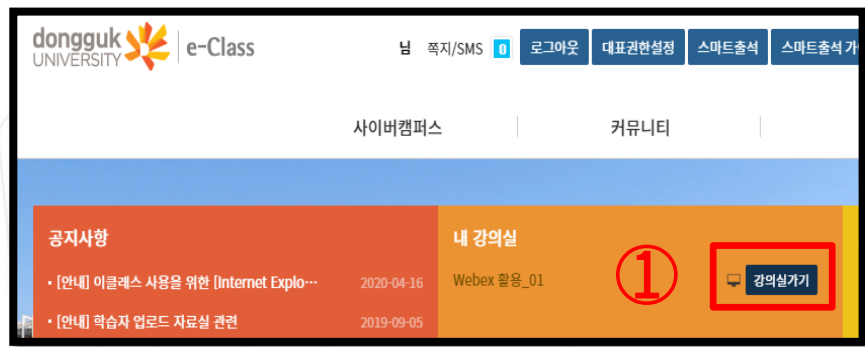 dongguk
UNIVERSITY
e-Class
님 쪽지/SMS 0 로그아웃 대표권한설정 스마트출석 스마트출석 가
사이버캠퍼스 커뮤니티
공지사항
• [안내] 이클래스 사용을 위한 [Internet Explo⋯ 2020-04-16
• [안내] 학습자 업로드 자료실 관련 2019-09-05
내 강의실
Webex 활용_01 ① 강의실가기